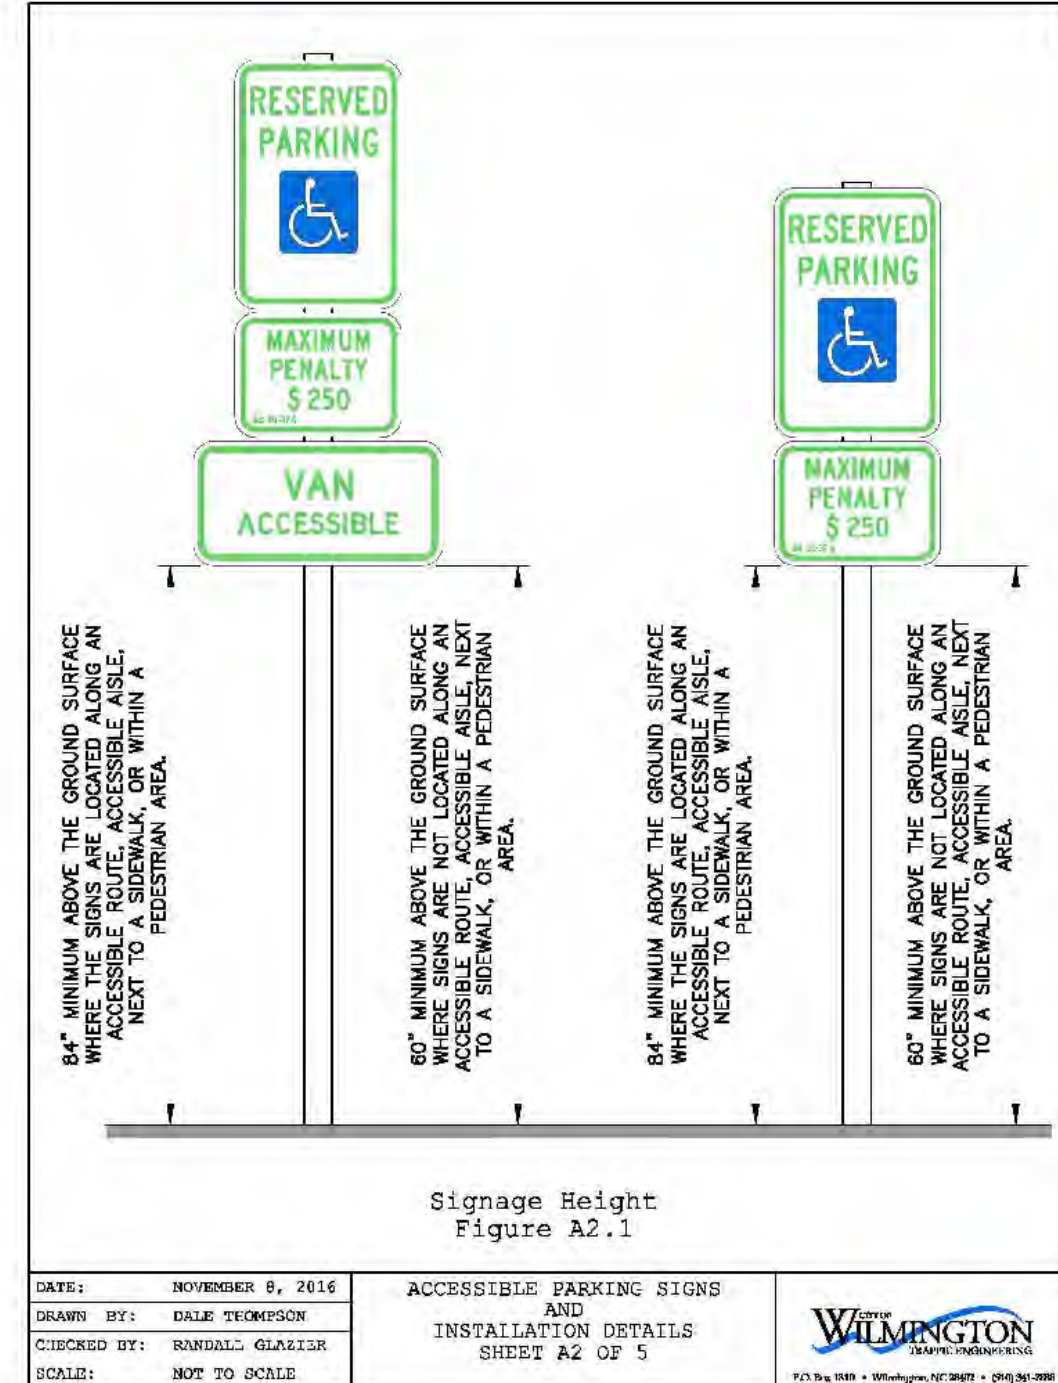 RESERVED
PARKING
MAXIMUM
PENALTY
$ 250
VAN
ACCESSIBLE
RESERVED
PARKING
MAXIMUM
PENALTY
$ 250
84" MINIMUM ABOVE THE GROUND SURFACE
WHERE THE SIGNS ARE LOCATED ALONG AN
ACCESSIBLE ROUTE, ACCESSIBLE AISLE,
NEXT TO A SIDEWALK, OR WITHIN A
PEDESTRIAN AREA.
60" MINIMUM ABOVE THE GROUND SURFACE
WHERE SIGNS ARE NOT LOCATED ALONG AN
ACCESSIBLE ROUTE, ACCESSIBLE AISLE, NEXT
TO A SIDEWALK, OR WITHIN A PEDESTRIAN
AREA.
84" MINIMUM ABOVE THE GROUND SURFACE
WHERE THE SIGNS ARE LOCATED ALONG AN
ACCESSIBLE ROUTE, ACCESSIBLE AISLE,
NEXT TO A SIDEWALK, OR WITHIN A
PEDESTRIAN AREA.
60" MINIMUM ABOVE THE GROUND SURFACE
WHERE SIGNS ARE NOT LOCATED ALONG AN
ACCESSIBLE ROUTE, ACCESSIBLE AISLE, NEXT
TO A SIDEWALK, OR WITHIN A PEDESTRIAN
AREA.
Signage Height
Figure A2.1
DATE: NOVEMBER 8, 2016
DRAWN BY: DALE THOMPSON
CHECKED BY: RANDALL GLAZIER
SCALE: NOT TO SCALE
ACCESSIBLE PARKING SIGNS
AND
INSTALLATION DETAILS
SHEET A2 OF 5
CITY OF
WILMINGTON
TRAFFIC ENGINEERING
P.O. Box 1810 • Wilmington, NC 28402 •